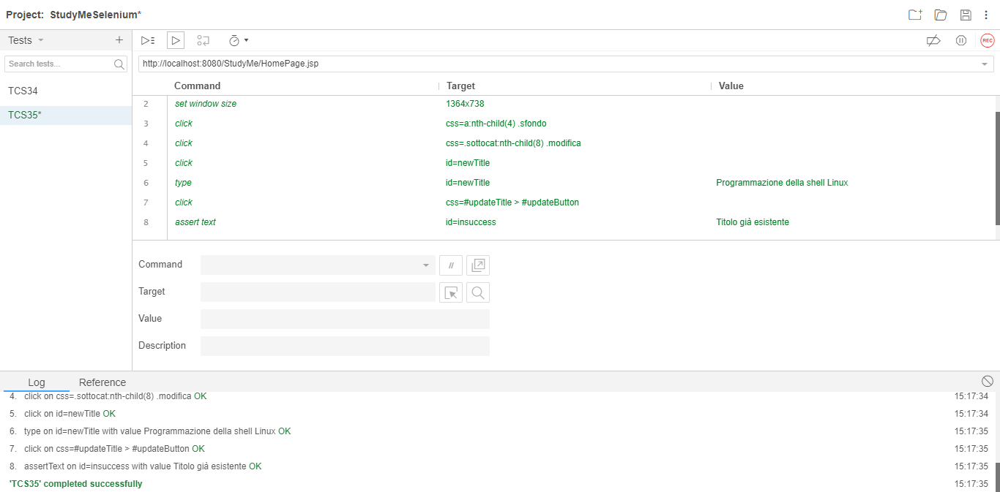 Project: StudyMeSelenium*
Tests
REC
Search tests...
http://localhost:8080/StudyMe/HomePage.jsp
TCS34
TCS35*
Command Target Value
2 set window size 1364x738
3 click css=a:nth-child(4) .sfondo
4 click css=.sottocat:nth-child(8) .modifica
5 click id=newTitle
6 type id=newTitle Programmazione della shell Linux
7 click css=#updateTitle > #updateButton
8 assert text id=insuccess Titolo già esistente
Command //
Target
Value
Description
Log Reference
4. click on css=.sottocat:nth-child(8) .modifica OK 15:17:34
5. click on id=newTitle OK 15:17:34
6. type on id=newTitle with value Programmazione della shell Linux OK 15:17:35
7. click on css=#updateTitle > #updateButton OK 15:17:35
8. assertText on id=insuccess with value Titolo già esistente OK 15:17:35
'TCS35' completed successfully 15:17:35